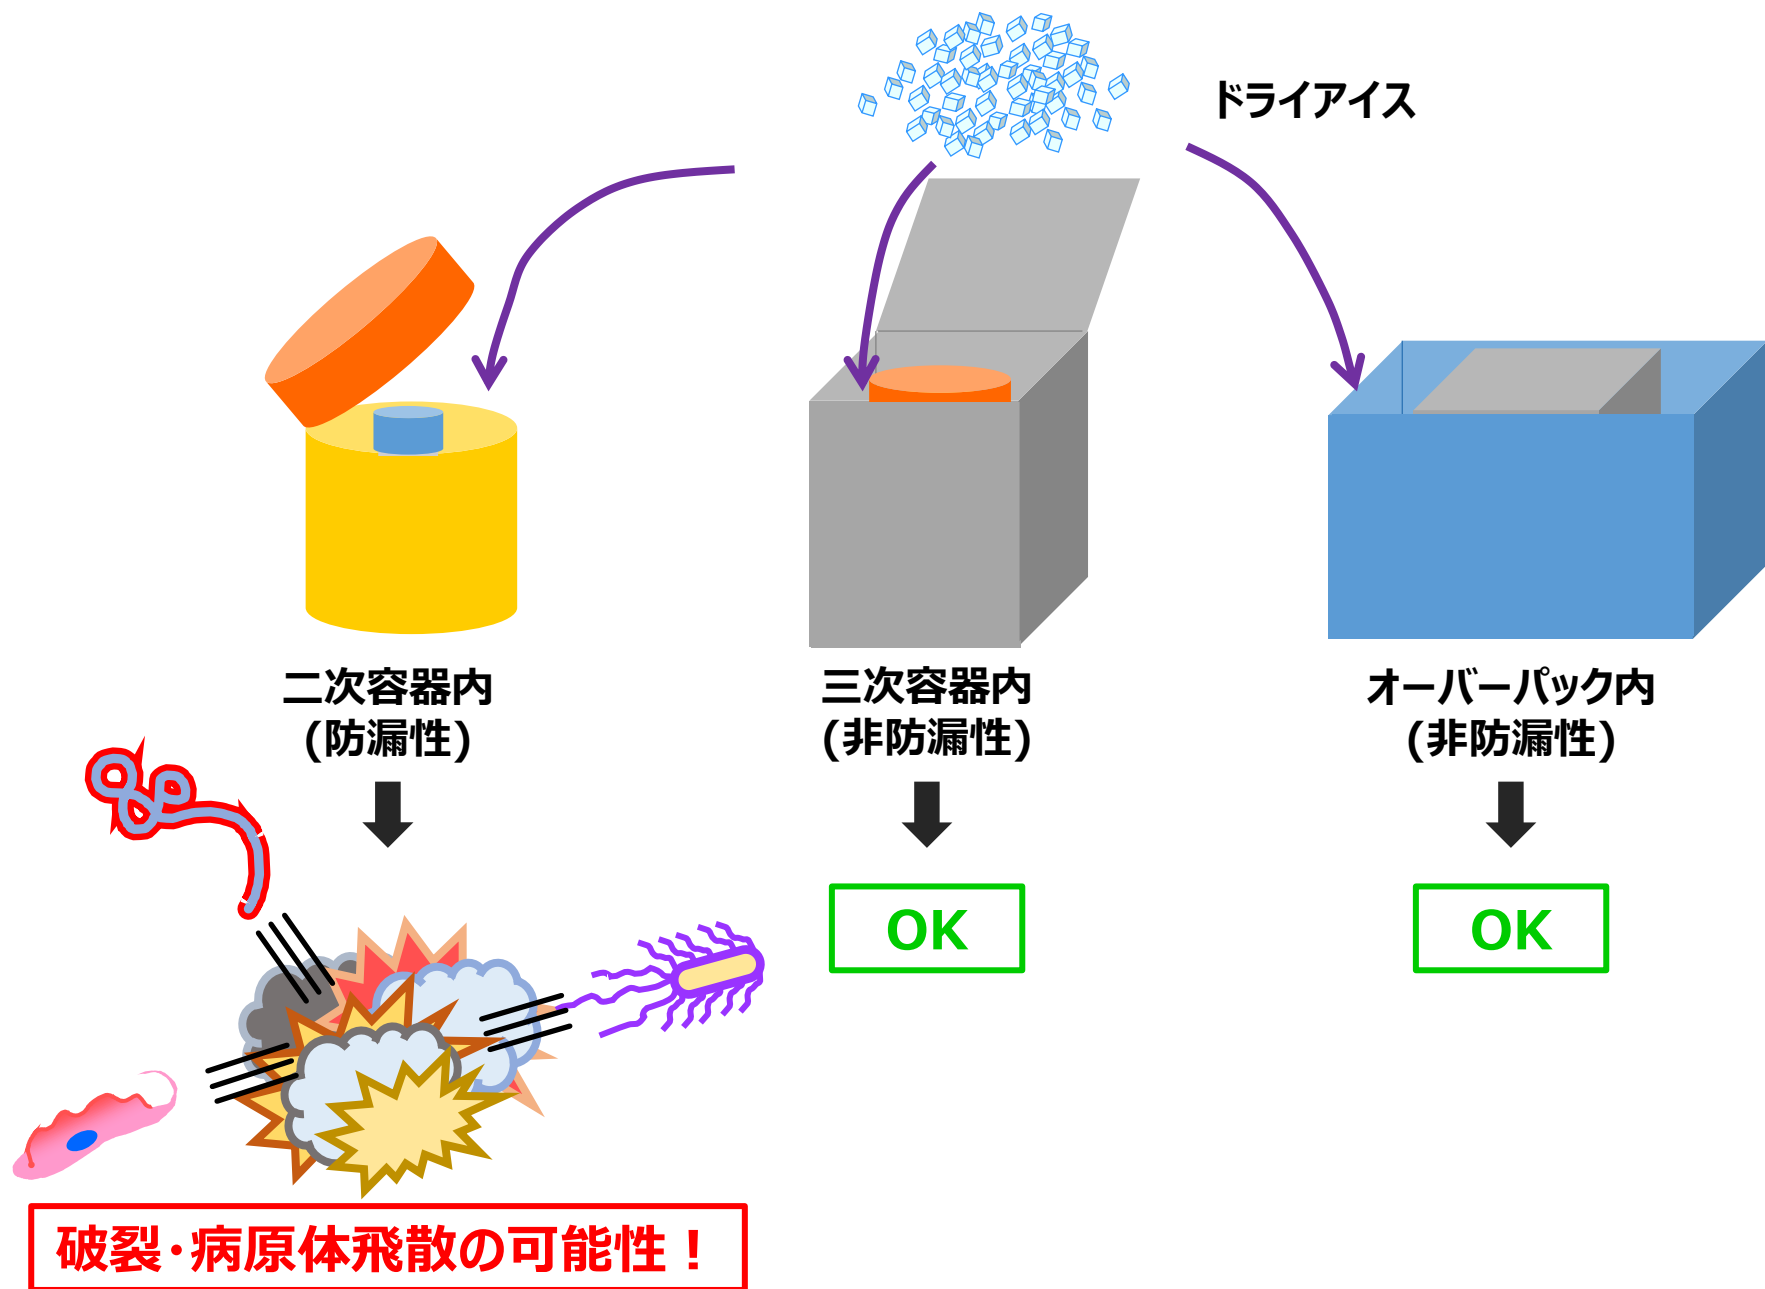 ドライアイス
二次容器内
(防漏性)
三次容器内
(非防漏性)
オーバーパック内
(非防漏性)
OK
OK
破裂・病原体飛散の可能性！